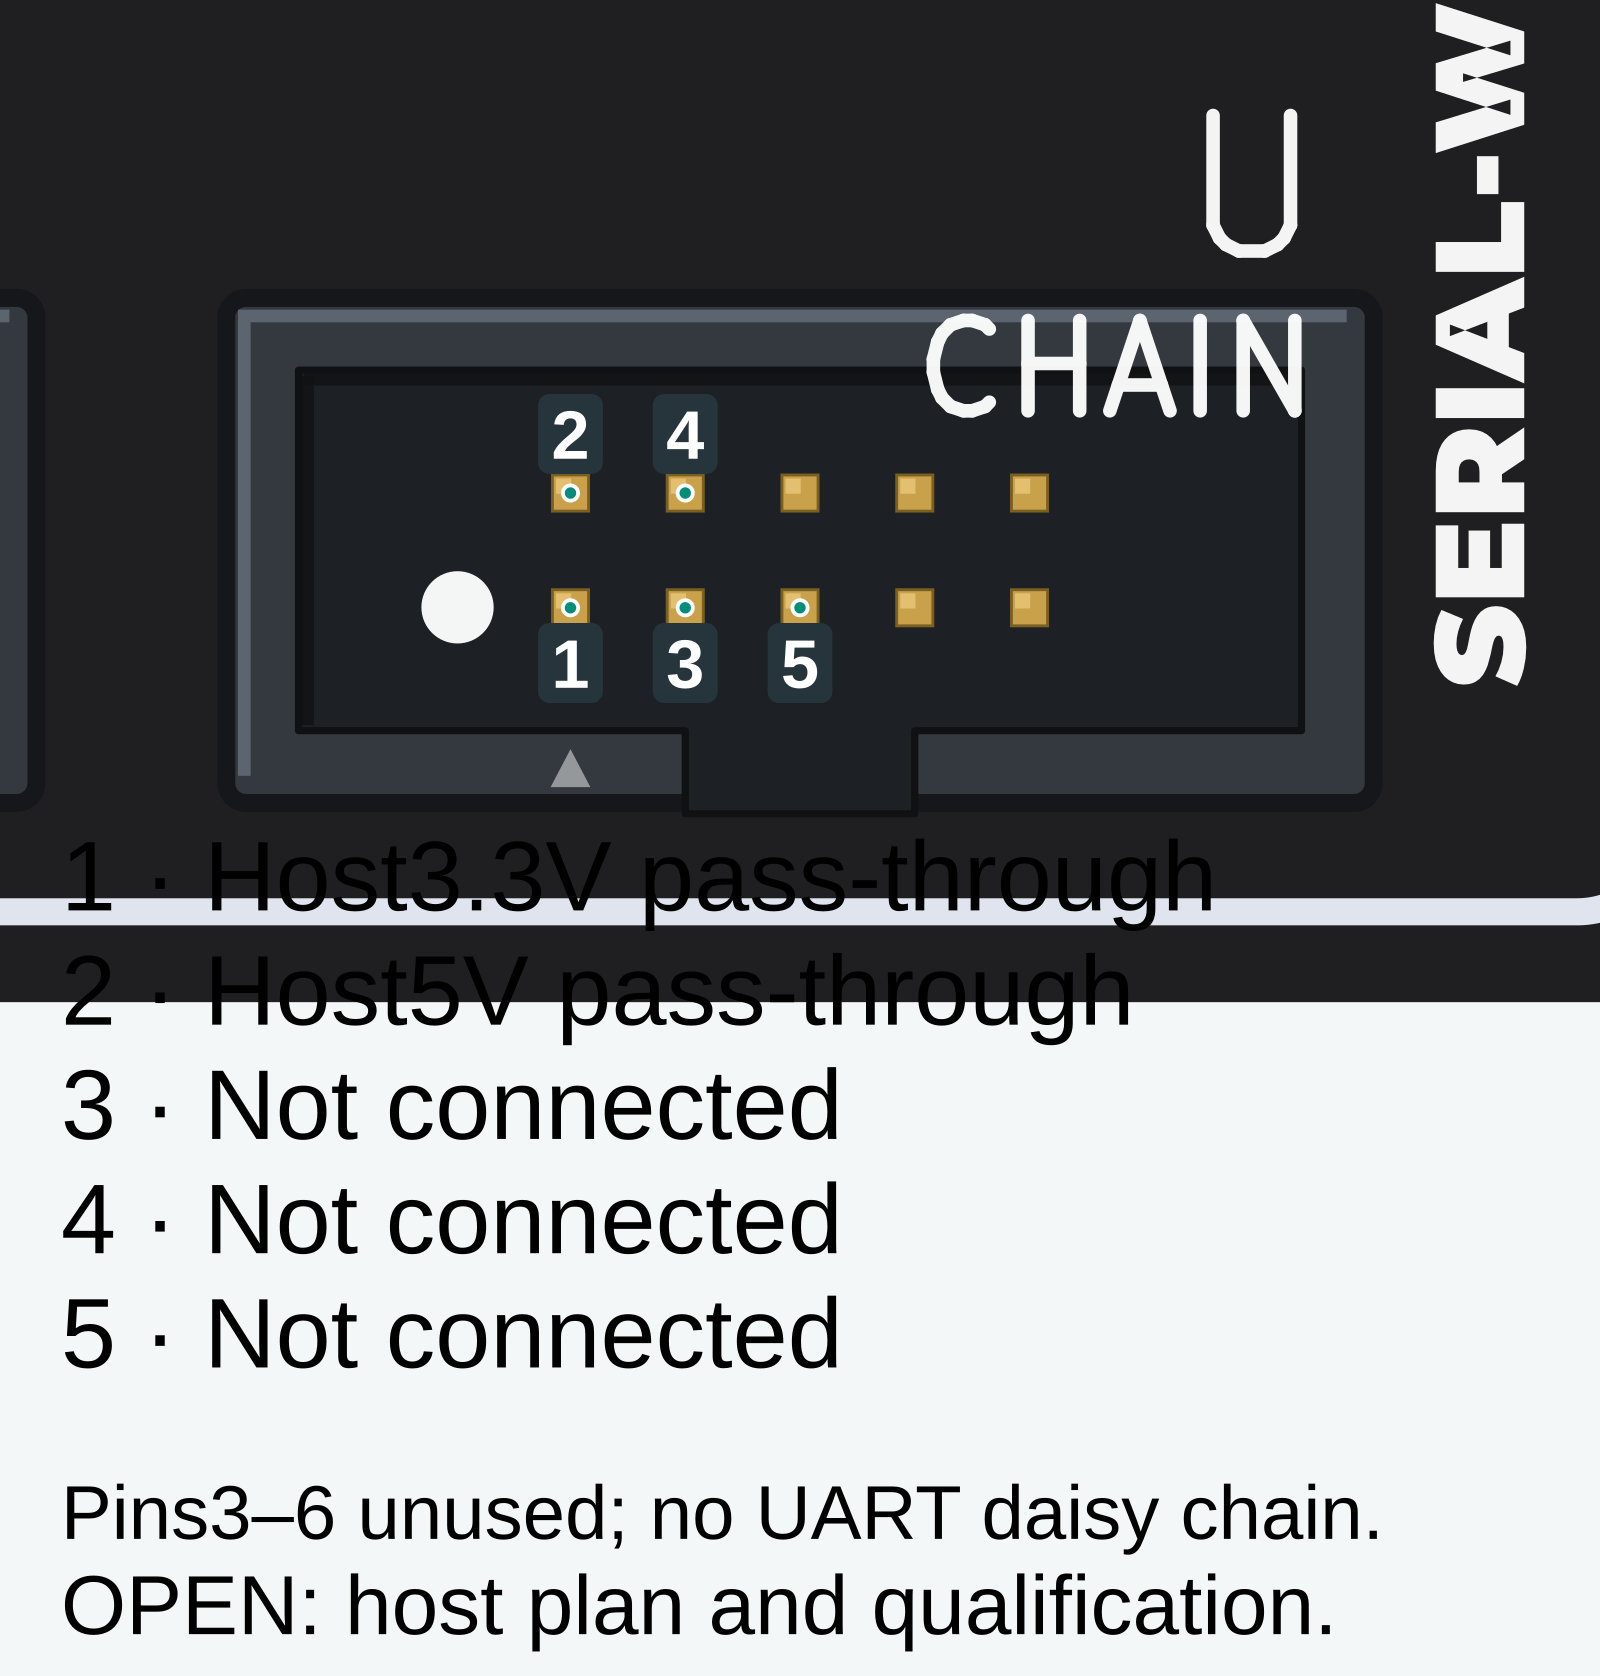 SERIAL-W
U
CHAIN
2 4
1 3 5
1 · Host3.3V pass-through
2 · Host5V pass-through
3 · Not connected
4 · Not connected
5 · Not connected
Pins3–6 unused; no UART daisy chain.
OPEN: host plan and qualification.